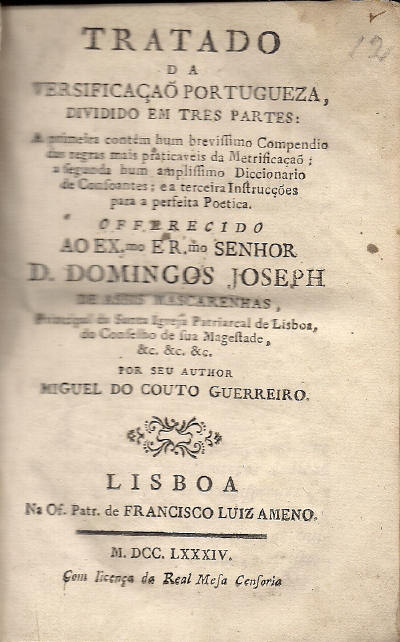 12
TRATADO
DA
VERSIFICAÇAÕ PORTUGUEZA,
DIVIDIDO EM TRES PARTES:
A primeira contém hum breviſſimo Compendio
das regras mais praticaveis da Metrificaçaõ;
a ſegunda hum ampliſſimo Diccionario
de Conſoantes; e a terceira Inſtrucções
para a perfeita Poetica.
OFFERECIDO
AO EX.mo E R.mo SENHOR
D. DOMINGOS JOSEPH
DE ASSIS MASCARENHAS,
Principal da Santa Igreja Patriarcal de Lisboa,
do Conſelho de ſua Mageſtade,
&c. &c. &c.
POR SEU AUTHOR
MIGUEL DO COUTO GUERREIRO.
LISBOA
Na Of. Patr. de FRANCISCO LUIZ AMENO.
M. DCC. LXXXIV.
Com licença da Real Meſa Cenſoria